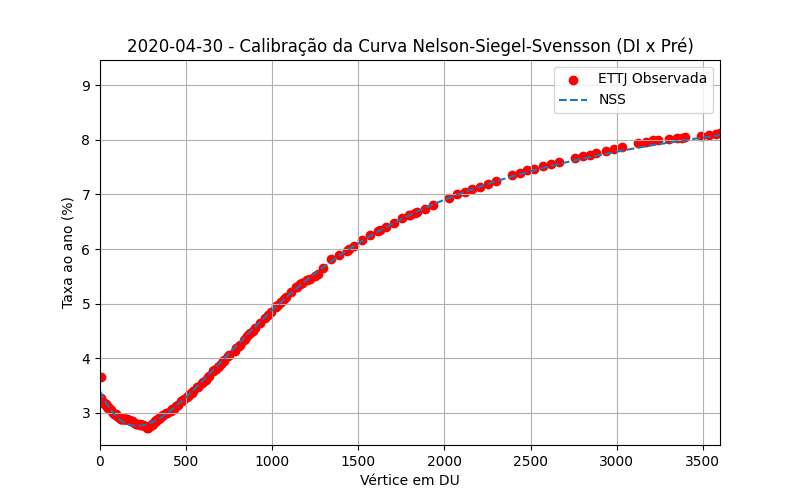 2020-04-30 - Calibração da Curva Nelson-Siegel-Svensson (DI x Pré)
ETTJ Observada
NSS
Taxa ao ano (%)
9
8
7
6
5
4
3
0 500 1000 1500 2000 2500 3000 3500
Vértice em DU